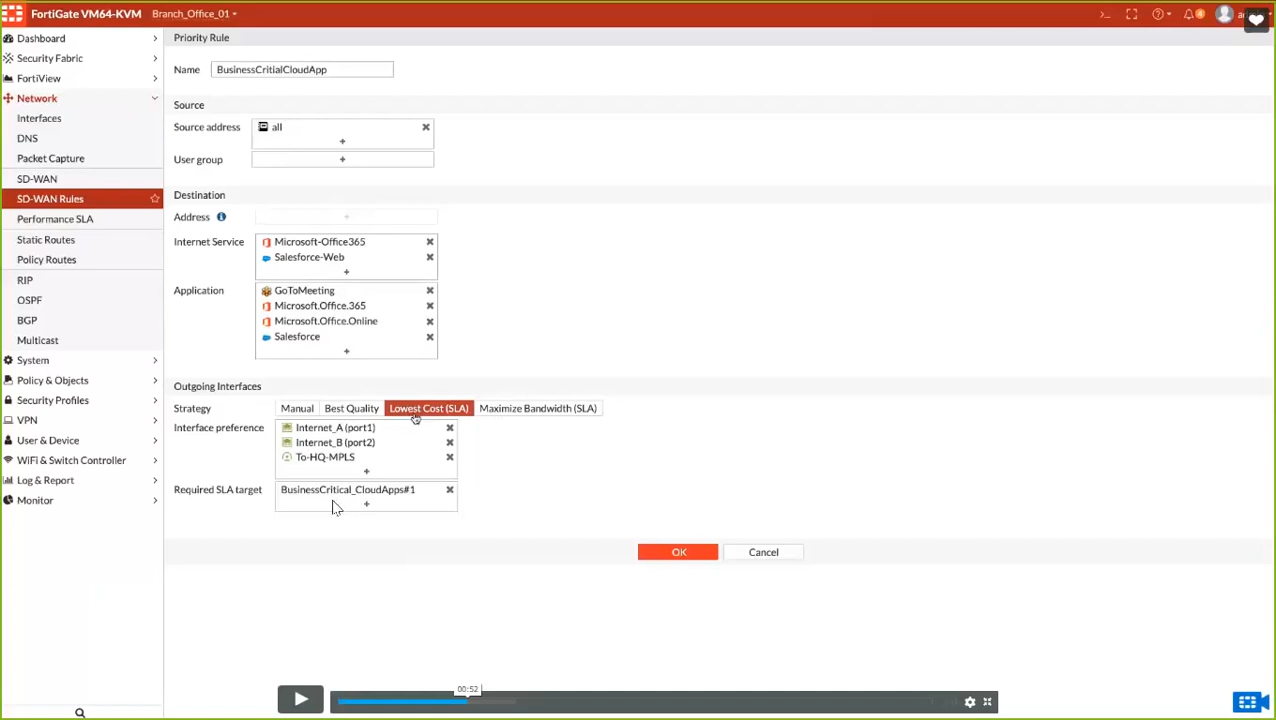 FortiGate VM64-KVM Branch_Office_01
Dashboard
Security Fabric
FortiView
Network
Interfaces
DNS
Packet Capture
SD-WAN
SD-WAN Rules
Performance SLA
Static Routes
Policy Routes
RIP
OSPF
BGP
Multicast
System
Policy & Objects
Security Profiles
VPN
User & Device
WiFi & Switch Controller
Log & Report
Monitor
Priority Rule
Name BusinessCritialCloudApp
Source
Source address all
User group
Destination
Address
Internet Service Microsoft-Office365
Salesforce-Web
Application GoToMeeting
Microsoft.Office.365
Microsoft.Office.Online
Salesforce
Outgoing Interfaces
Strategy Manual Best Quality Lowest Cost (SLA) Maximize Bandwidth (SLA)
Interface preference Internet_A (port1)
Internet_B (port2)
To-HQ-MPLS
Required SLA target BusinessCritical_CloudApps#1
OK Cancel
00:52